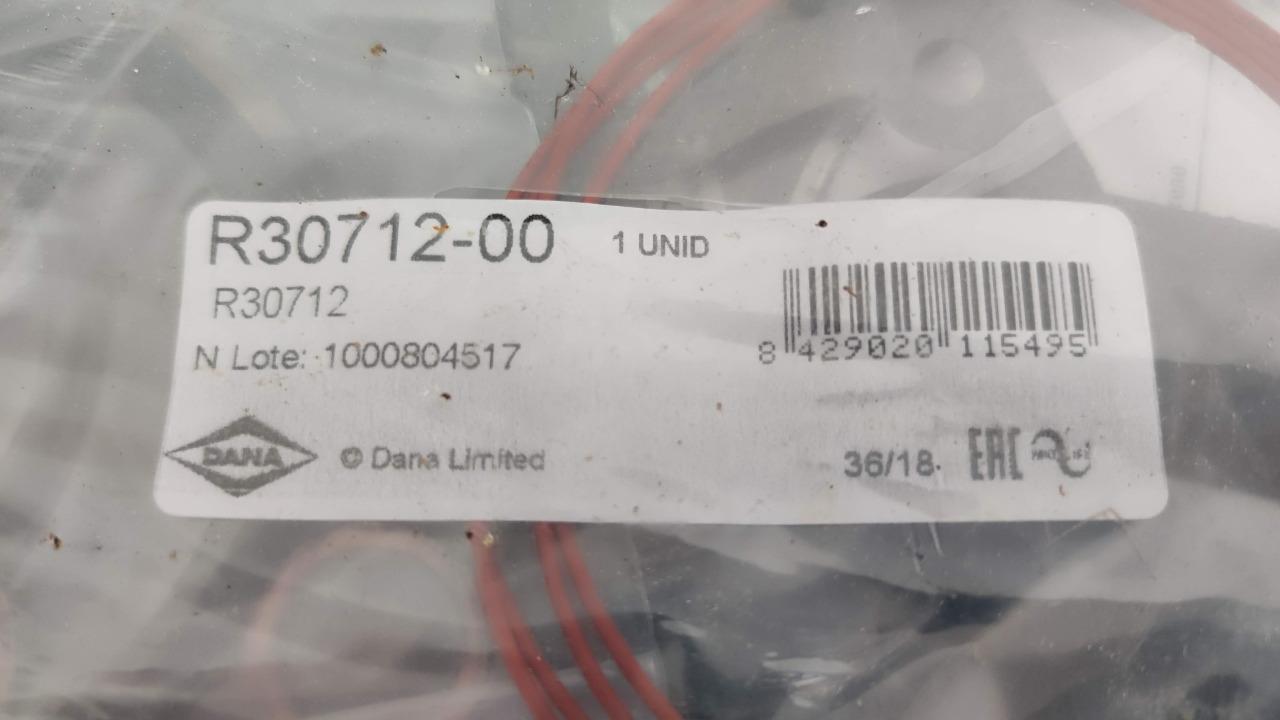 R30712-00 1 UNID
R30712
N Lote: 1000804517
8 429020 115495
DANA © Dana Limited 36/18 EAC